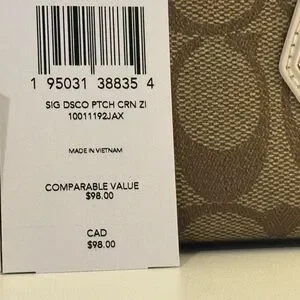 1 95031 38835 4
SIG DSCO PTCH CRN ZI
10011192JAX
MADE IN VIETNAM
COMPARABLE VALUE
$98.00
CAD
$98.00